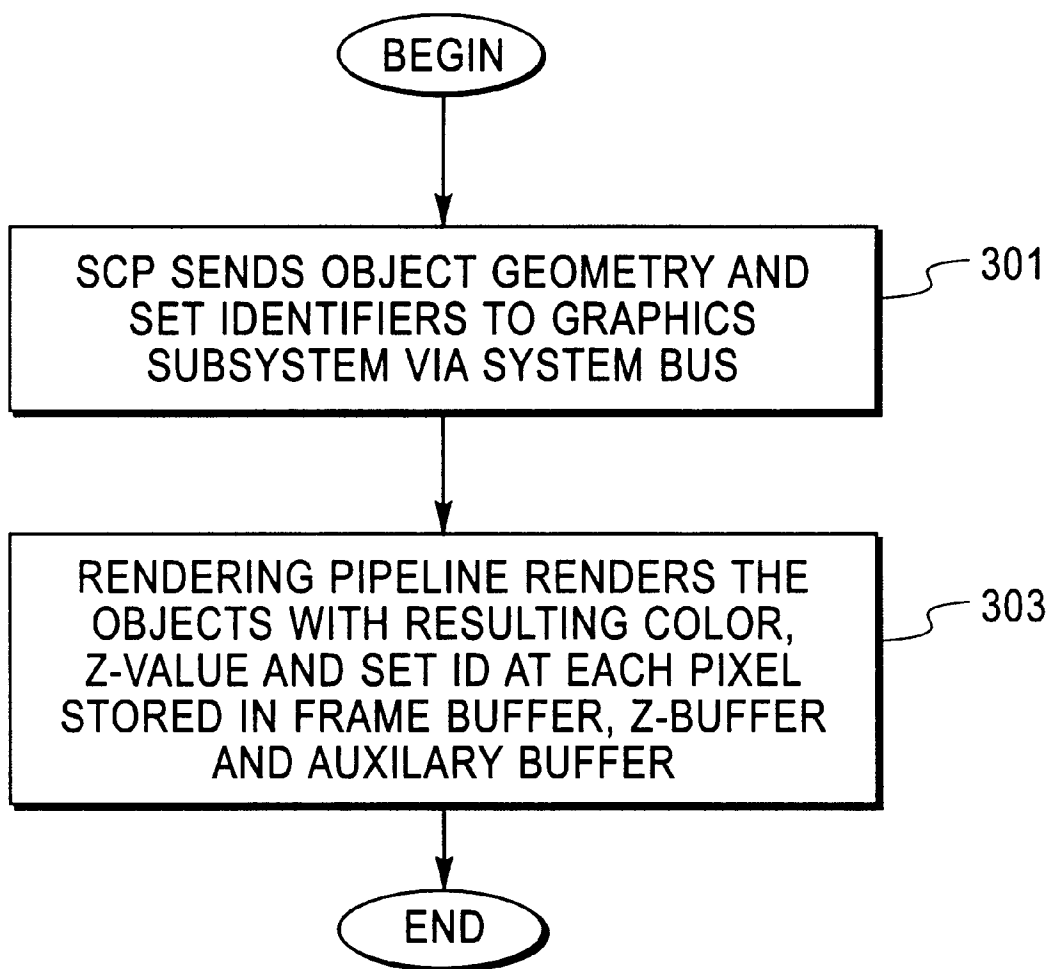 BEGIN
SCP SENDS OBJECT GEOMETRY AND
SET IDENTIFIERS TO GRAPHICS
SUBSYSTEM VIA SYSTEM BUS
301
RENDERING PIPELINE RENDERS THE
OBJECTS WITH RESULTING COLOR,
Z-VALUE AND SET ID AT EACH PIXEL
STORED IN FRAME BUFFER, Z-BUFFER
AND AUXILARY BUFFER
303
END